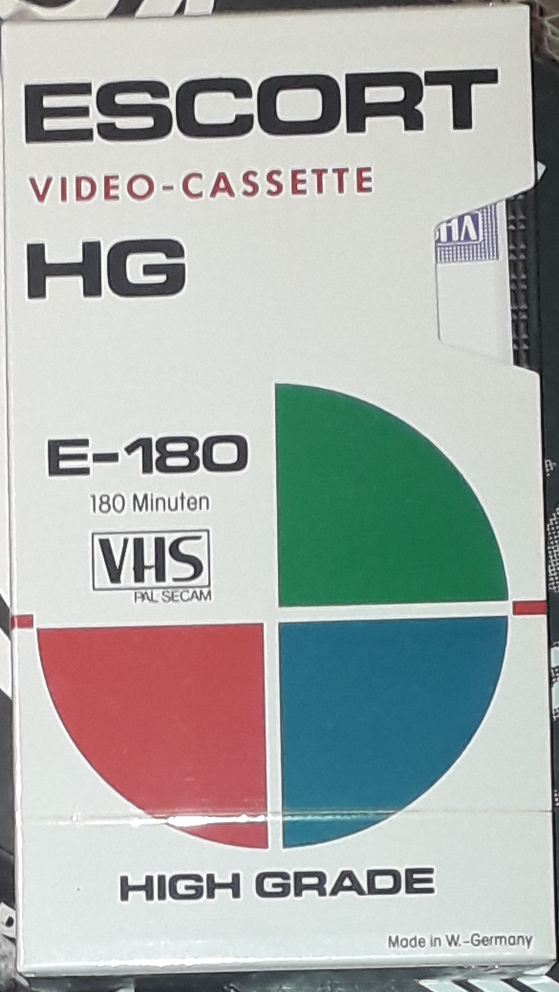 ESCORT
VIDEO-CASSETTE
HG
E-180
180 Minuten
VHS
PAL SECAM
HIGH GRADE
Made in W.-Germany